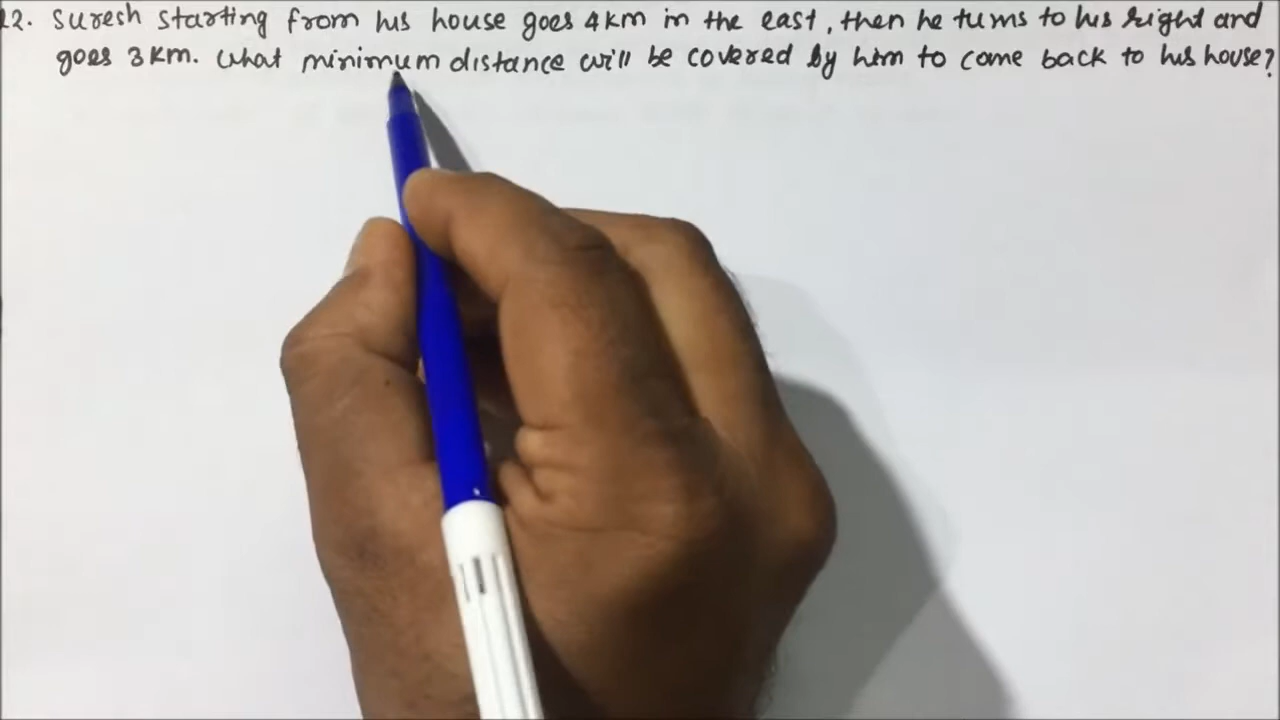 12. Suresh starting from his house goes 4km in the east, then he turns to his right and
goes 3km. What minimum distance will be covered by him to come back to his house?